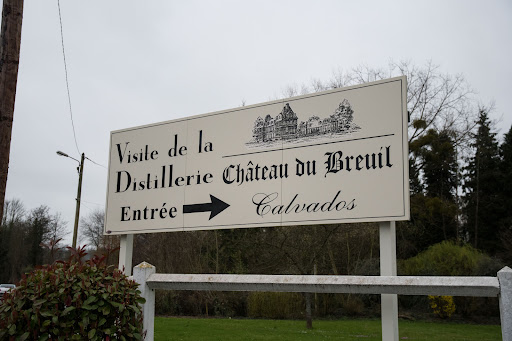 Visite de la
Distillerie Château du Breuil
Entrée Calvados